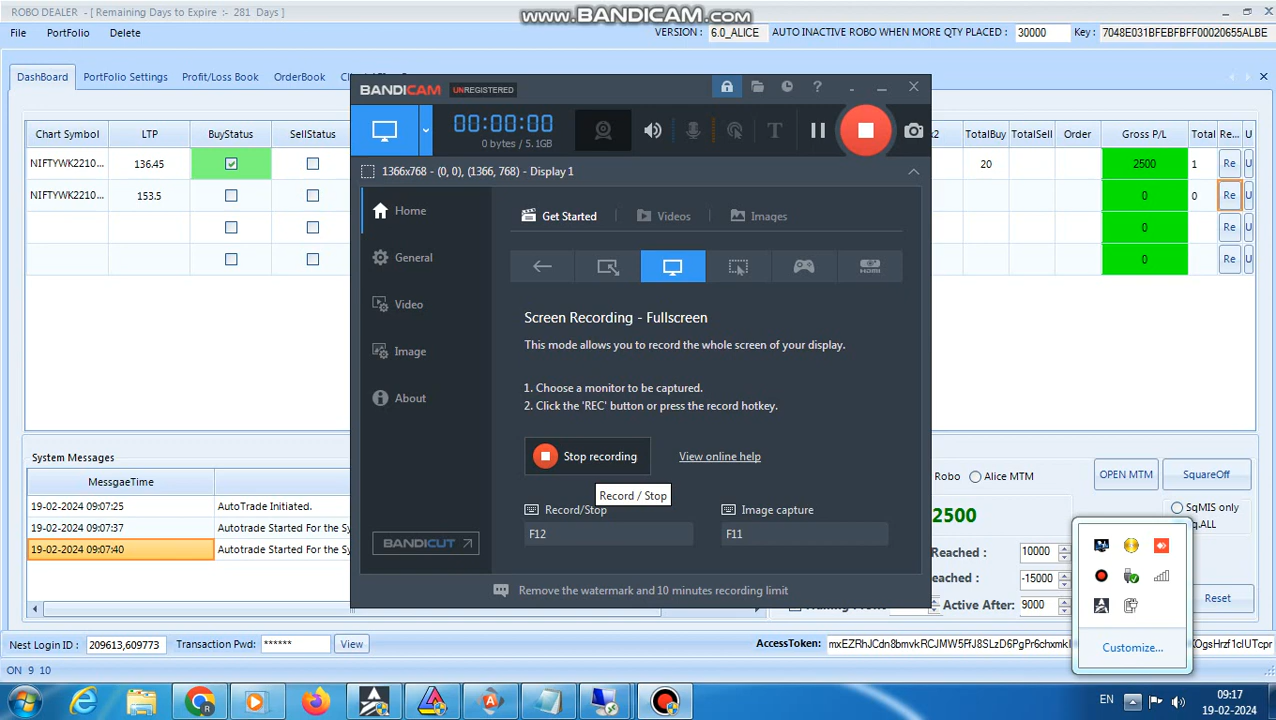 ROBO DEALER - [ Remaining Days to Expire :- 281 Days ]
www.BANDICAM.com
File PortFolio Delete
VERSION : 6.0_ALICE AUTO INACTIVE ROBO WHEN MORE QTY PLACED : 30000 Key : 7048E031BFEBFBFF00020655ALBE
DashBoard PortFolio Settings Profit/Loss Book OrderBook
BANDICAM UNREGISTERED
00:00:00
0 bytes / 5.1GB
Chart Symbol LTP BuyStatus SellStatus TotalBuy TotalSell Order Gross P/L Total Re... U
NIFTYWK2210... 136.45 20 2500 1 Re U
NIFTYWK2210... 153.5 0 0 Re U
0 Re U
0 Re U
1366x768 - (0, 0), (1366, 768) - Display 1
Home
General
Video
Image
About
Get Started Videos Images
HDMI
Screen Recording - Fullscreen
This mode allows you to record the whole screen of your display.
1. Choose a monitor to be captured.
2. Click the 'REC' button or press the record hotkey.
Stop recording View online help
Record / Stop
Record/Stop Image capture
F12 F11
BANDICUT
Remove the watermark and 10 minutes recording limit
System Messages
MessgaeTime
19-02-2024 09:07:25 AutoTrade Initiated.
19-02-2024 09:07:37 Autotrade Started For the Sy
19-02-2024 09:07:40 Autotrade Started For the Sy
Robo Alice MTM OPEN MTM SquareOff
2500
SqMIS only
q.ALL
Reached : 10000
eached : -15000
Active After: 9000
Reset
Customize...
Nest Login ID : 209613,609773 Transaction Pwd: ****** View
AccessToken:
ON 9 10
EN
09:17
19-02-2024